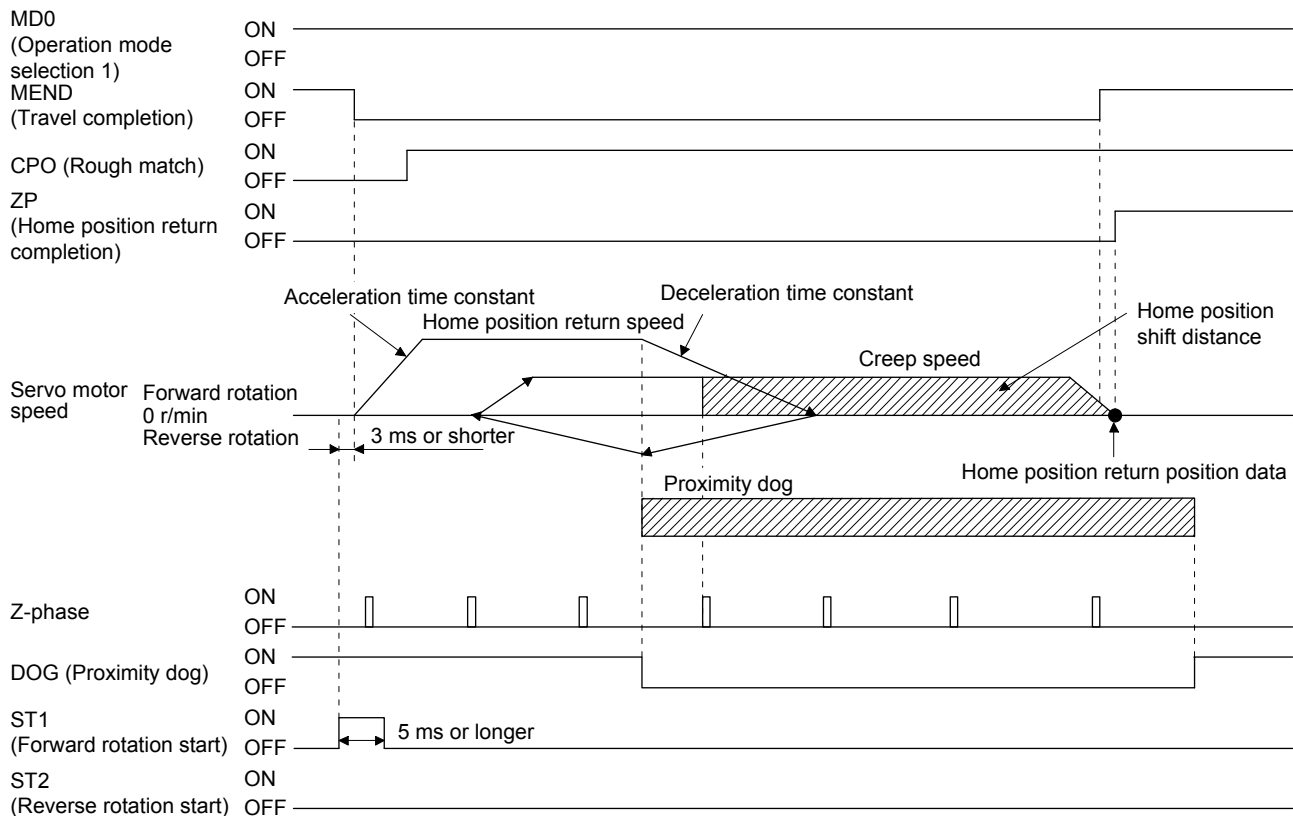 MD0
(Operation mode
selection 1)
ON
OFF
MEND
(Travel completion)
ON
OFF
CPO (Rough match)
ON
OFF
ZP
(Home position return
completion)
ON
OFF
Acceleration time constant
Home position return speed
Deceleration time constant
Home position
shift distance
Creep speed
Servo motor
speed
Forward rotation
0 r/min
Reverse rotation
3 ms or shorter
Home position return position data
Proximity dog
Z-phase
ON
OFF
DOG (Proximity dog)
ON
OFF
ST1
(Forward rotation start)
ON
OFF
5 ms or longer
ST2
(Reverse rotation start)
ON
OFF